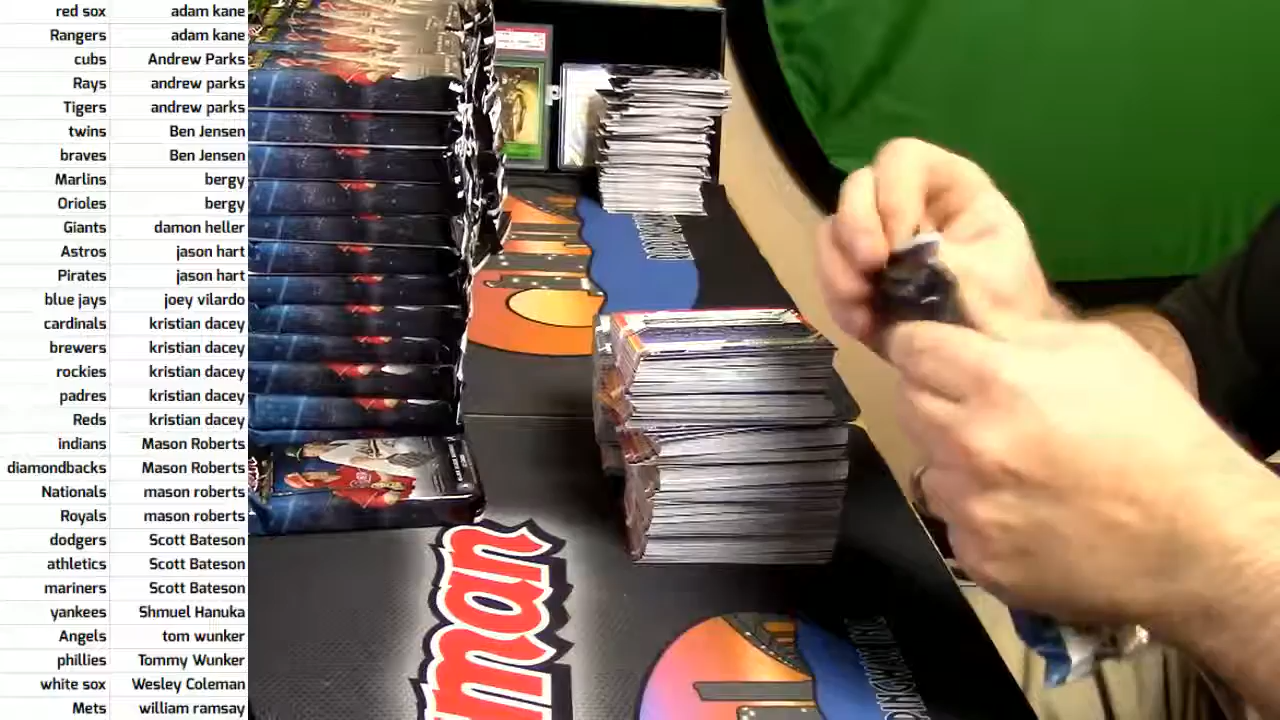 red sox adam kane
Rangers adam kane
cubs Andrew Parks
Rays andrew parks
Tigers andrew parks
twins Ben Jensen
braves Ben Jensen
Marlins bergy
Orioles bergy
Giants damon heller
Astros jason hart
Pirates jason hart
blue jays joey vilardo
cardinals kristian dacey
brewers kristian dacey
rockies kristian dacey
padres kristian dacey
Reds kristian dacey
indians Mason Roberts
diamondbacks Mason Roberts
Nationals mason roberts
Royals mason roberts
dodgers Scott Bateson
athletics Scott Bateson
mariners Scott Bateson
yankees Shmuel Hanuka
Angels tom wunker
phillies Tommy Wunker
white sox Wesley Coleman
Mets william ramsay
man